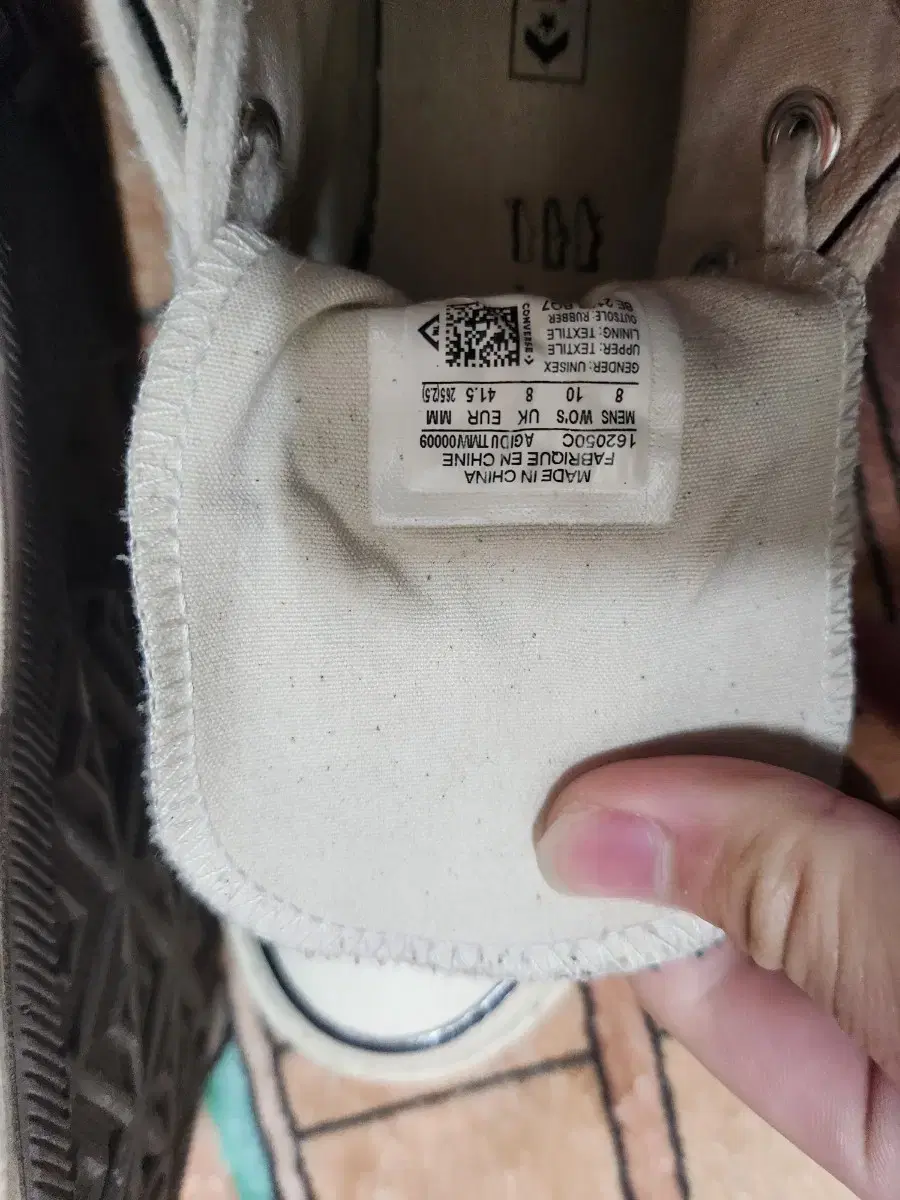 MADE IN CHINA
FABRIQUE EN CHINE
162050C
MENS WO'S UK EUR MM
8 10 8 41.5 265(2.5)
GENDER: UNISEX
UPPER: TEXTILE
LINING: TEXTILE
OUTSOLE: RUBBER
CONVERSE